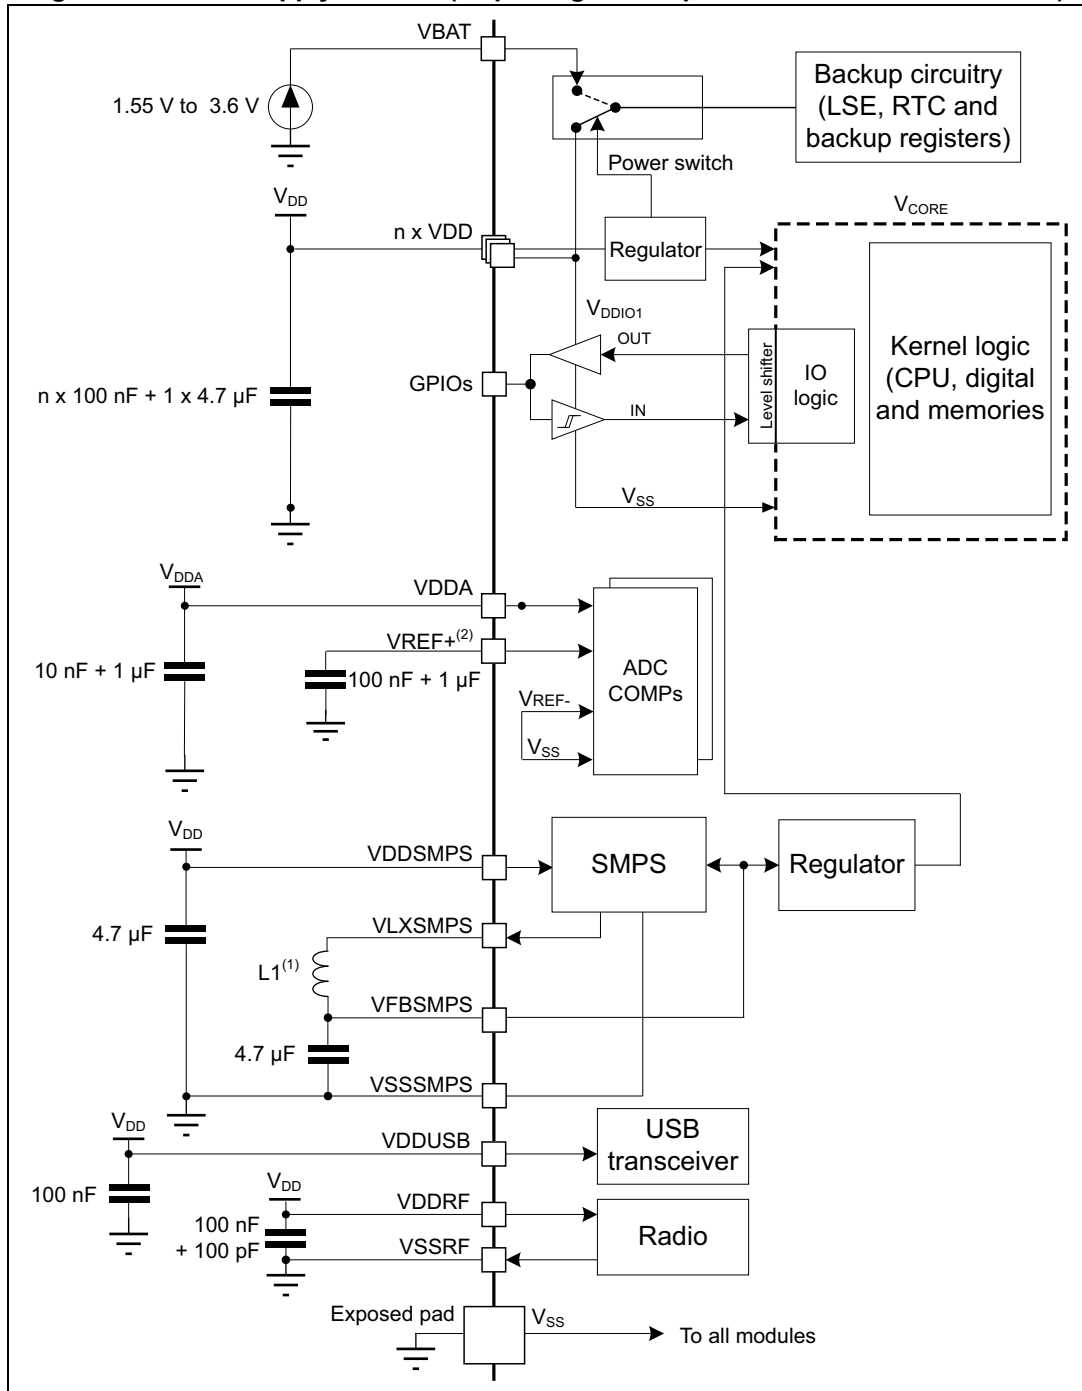 VBAT
1.55 V to 3.6 V
Backup circuitry
(LSE, RTC and
backup registers)
Power switch
VDD
n x VDD
Regulator
VCORE
VDDIO1
OUT
GPIOs
IN
Level shifter
IO
logic
Kernel logic
(CPU, digital
and memories
n x 100 nF + 1 x 4.7 µF
VSS
VDDA
VDDA
VREF+(2)
10 nF + 1 µF
100 nF + 1 µF
ADC
COMPs
VREF-
VSS
VDD
VDDSMPS
SMPS
Regulator
4.7 µF
VLXSMPS
L1(1)
VFBSMPS
4.7 µF
VSSSMPS
VDD
VDDUSB
USB
transceiver
100 nF
VDD
VDDRF
100 nF
+ 100 pF
VSSRF
Radio
Exposed pad
VSS
To all modules